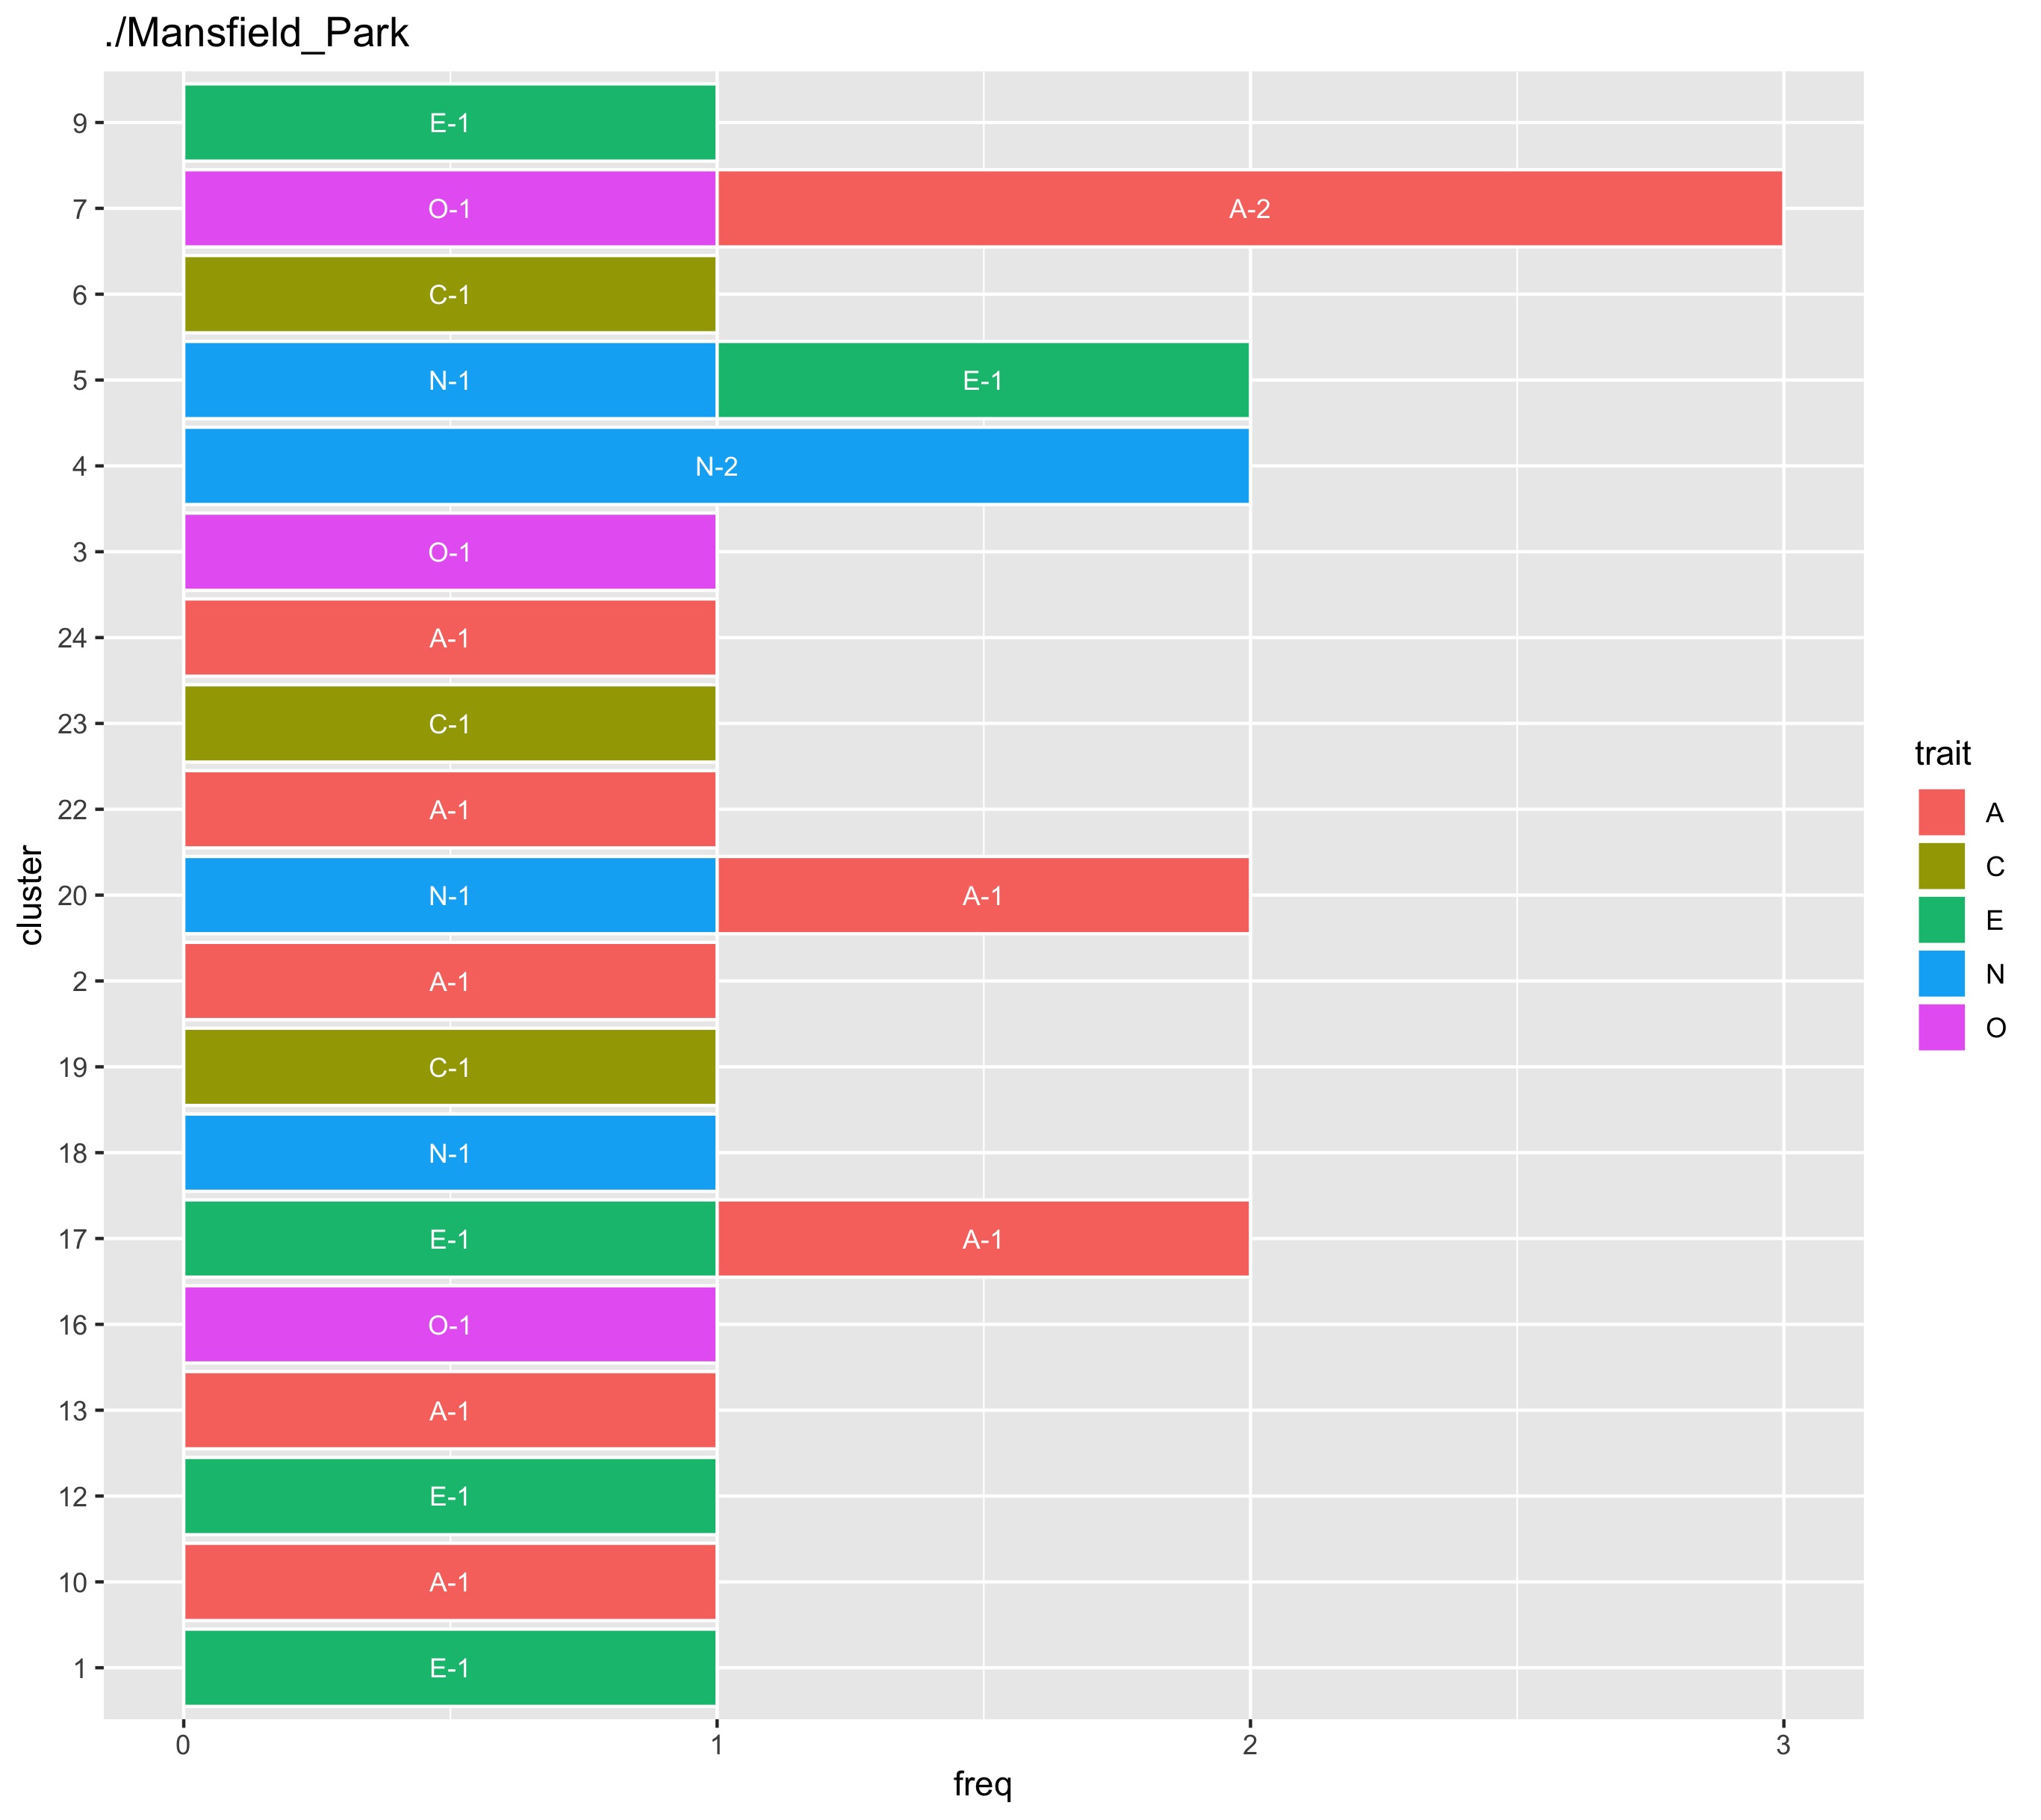 ./Mansfield_Park
cluster
9 E-1
7 O-1 A-2
6 C-1
5 N-1 E-1
4 N-2
3 O-1
24 A-1
23 C-1
22 A-1
20 N-1 A-1
2 A-1
19 C-1
18 N-1
17 E-1 A-1
16 O-1
13 A-1
12 E-1
10 A-1
1 E-1
0 1 2 3
freq
trait
A
C
E
N
O